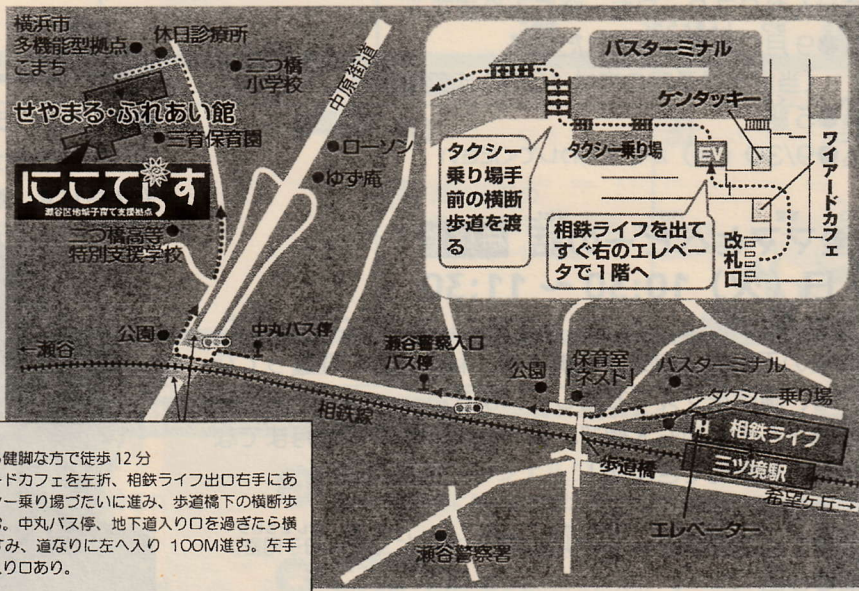 横浜市
多機能型拠点
こまち
休日診療所
三つ橋
小学校
せやまる・ふれあい館
三育保育園
にこてらす
瀬谷区地域子育て支援拠点
三つ橋高等
特別支援学校
中原街道
ローソン
ゆず庵
バスターミナル
ケンタッキー
タクシー乗り場
EV
ワイアードカフェ
改札口
タクシー
乗り場手
前の横断
歩道を渡
る
相鉄ライフを出て
すぐ右のエレベー
タで1階へ
公園
←瀬谷
中丸バス停
瀬谷警察入口
バス停
公園
保育室
「ネスト」
バスターミナル
タクシー乗り場
相鉄線
相鉄ライフ
三ツ境駅
歩道橋
希望ヶ丘→
エレベーター
瀬谷警察署
健脚な方で徒歩12分
ードカフェを左折、相鉄ライフ出口右手にあ
ー乗り場づたいに進み、歩道橋下の横断歩
。中丸バス停、地下道入り口を過ぎたら横
すみ、道なりに左へ入り 100M進む。左手
入り口あり。